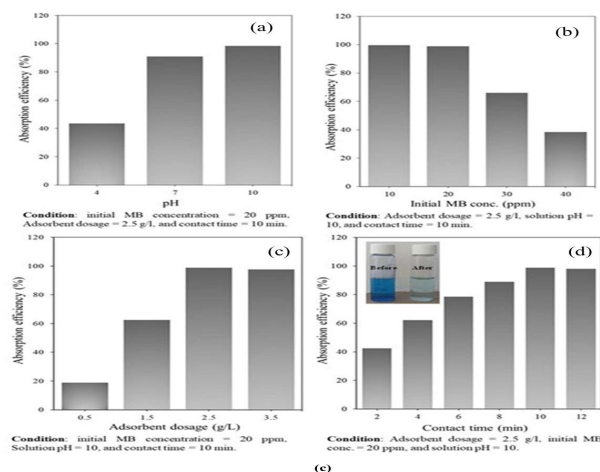 (a)
Absorption efficiency (%)
120
100
80
60
40
20
0
4 7 10
pH
Condition: initial MB concentration = 20 ppm,
Adsorbent dosage = 2.5 g/l, and contact time = 10 min.
(b)
Absorption efficiency (%)
120
100
80
60
40
20
0
10 20 30 40
Initial MB conc. (ppm)
Condition: Adsorbent dosage = 2.5 g/l, solution pH =
10, and contact time = 10 min.
(c)
Adsorber efficiency (%)
120
100
80
60
40
20
0
0.5 1.5 2.5 3.5
Adsorbent dosage (g/L)
Condition: initial MB concentration = 20 ppm,
Solution pH = 10, and contact time = 10 min.
(d)
Before After
Absorption efficiency (%)
120
100
80
60
40
20
0
2 4 6 8 10 12
Contact time (min)
Condition: Adsorbent dosage = 2.5 g/l, initial MB
conc. = 20 ppm, and solution pH = 10.